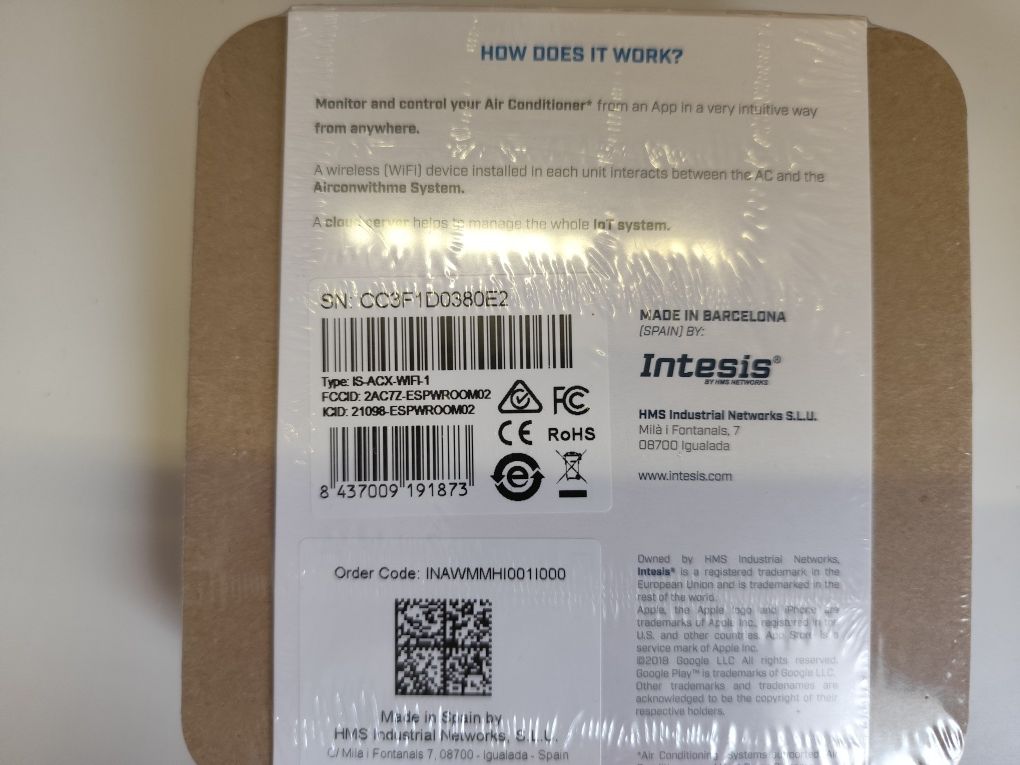 HOW DOES IT WORK?
Monitor and control your Air Conditioner* from an App in a very intuitive way
from anywhere.
A wireless (WIFI) device installed in each unit interacts between the AC and the
Airconwithme System.
A cloud server helps to manage the whole IoT system.
SN: CC3F1D0380E2
Type: IS-ACX-WIFI-1
FCCID: 2AC7Z-ESPWROOM02
ICID: 21098-ESPWROOM02
FC
CE RoHS
e
8 437009 191873
MADE IN BARCELONA
(SPAIN) BY:
Intesis®
BY HMS NETWORKS
HMS Industrial Networks S.L.U.
Milà i Fontanals, 7
08700 Igualada
www.intesis.com
Order Code: INAWMMHI001I000
Made in Spain by
HMS Industrial Networks, S.L.U.
C/ Milà i Fontanals 7, 08700 - Igualada - Spain
Owned by HMS Industrial Networks,
Intesis® is a registered trademark in the
European Union and is trademarked in the
rest of the world.
Apple, the Apple logo and iPhone are
trademarks of Apple Inc., registered in the
U.S. and other countries. App Store is a
service mark of Apple Inc.
©2018 Google LLC All rights reserved.
Google Play™ is trademarks of Google LLC.
Other trademarks and tradenames are
acknowledged to be the copyright of their
respective holders.
*Air Conditioning Systems supported Air